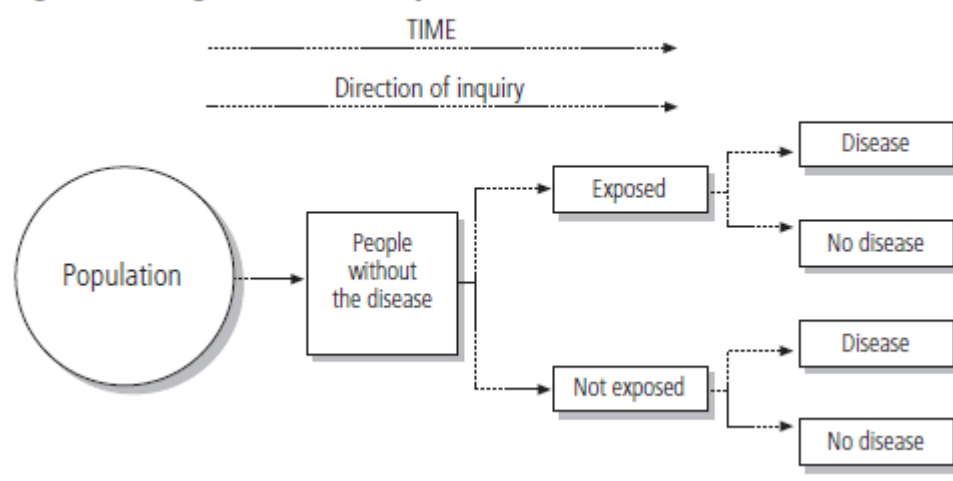 TIME
Direction of inquiry
Population
People
without
the disease
Exposed
Not exposed
Disease
No disease
Disease
No disease